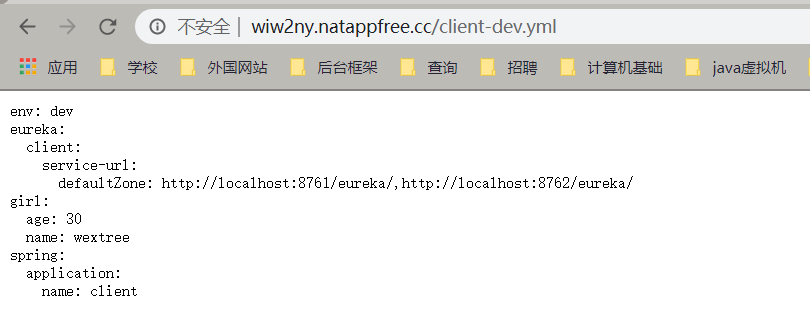 不安全 | wiw2ny.natappfree.cc/client-dev.yml
应用 学校 外国网站 后台框架 查询 招聘 计算机基础 java虚拟机
env: dev
eureka:
  client:
    service-url:
      defaultZone: http://localhost:8761/eureka/,http://localhost:8762/eureka/
girl:
  age: 30
  name: wextree
spring:
  application:
    name: client